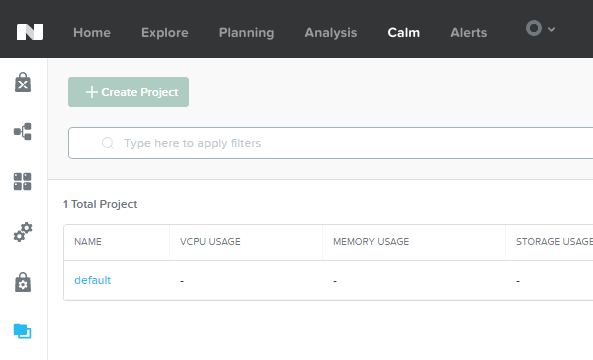 Home Explore Planning Analysis Calm Alerts
+ Create Project
Type here to apply filters
1 Total Project
NAME VCPU USAGE MEMORY USAGE STORAGE USAGE
default - - -